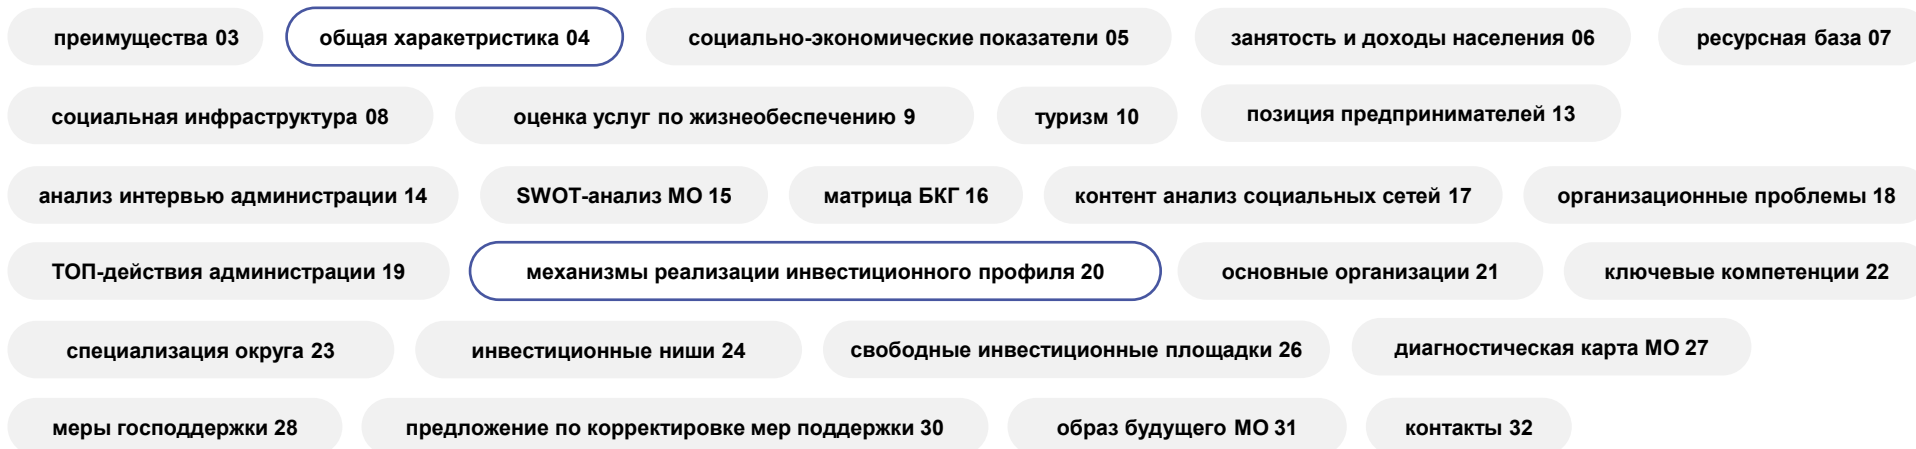 преимущества 03
общая характеристика 04
социально-экономические показатели 05
занятость и доходы населения 06
ресурсная база 07
социальная инфраструктура 08
оценка услуг по жизнеобеспечению 9
туризм 10
позиция предпринимателей 13
анализ интервью администрации 14
SWOT-анализ МО 15
матрица БКГ 16
контент анализ социальных сетей 17
организационные проблемы 18
ТОП-действия администрации 19
механизмы реализации инвестиционного профиля 20
основные организации 21
ключевые компетенции 22
специализация округа 23
инвестиционные ниши 24
свободные инвестиционные площадки 26
диагностическая карта МО 27
меры господдержки 28
предложение по корректировке мер поддержки 30
образ будущего МО 31
контакты 32